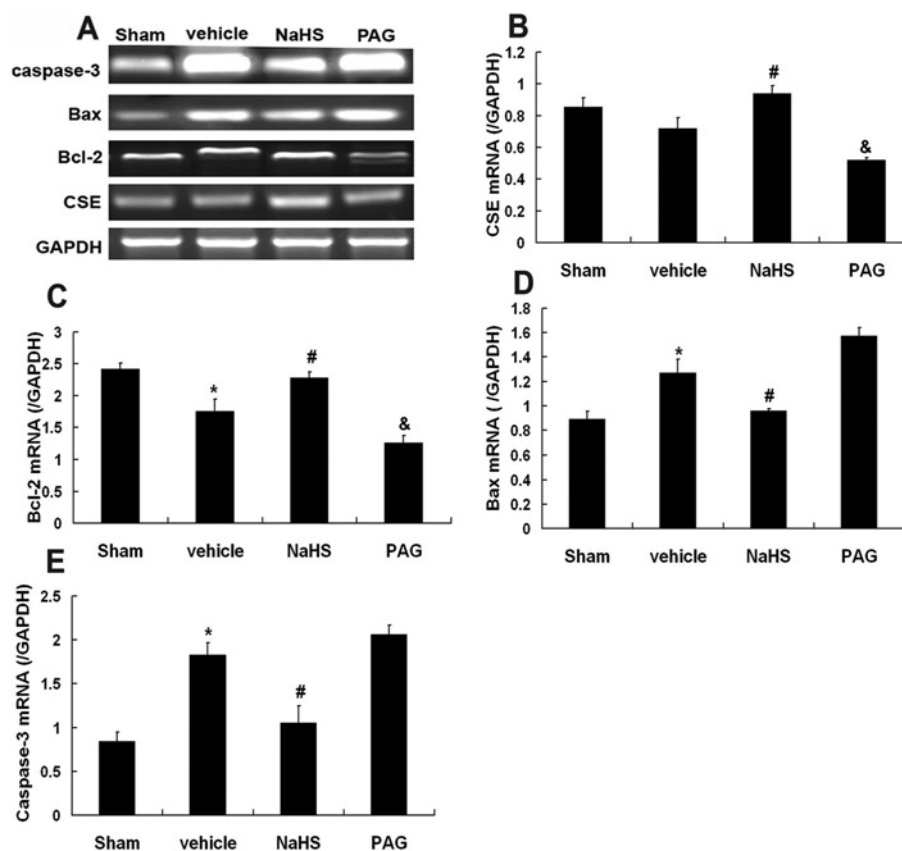 A
Sham vehicle NaHS PAG
caspase-3
Bax
Bcl-2
CSE
GAPDH
B
CSE mRNA (/GAPDH)
1.2
1
0.8
0.6
0.4
0.2
0
#
&
Sham vehicle NaHS PAG
C
Bcl-2 mRNA (/GAPDH)
3
2.5
2
1.5
1
0.5
0
*
#
&
Sham vehicle NaHS PAG
D
Bax mRNA ( /GAPDH)
1.6
1.4
1.2
1
0.8
0.6
0.4
0.2
0
*
#
Sham vehicle NaHS PAG
E
Caspase-3 mRNA (/GAPDH)
2.5
2
1.5
1
0.5
0
*
#
Sham vehicle NaHS PAG